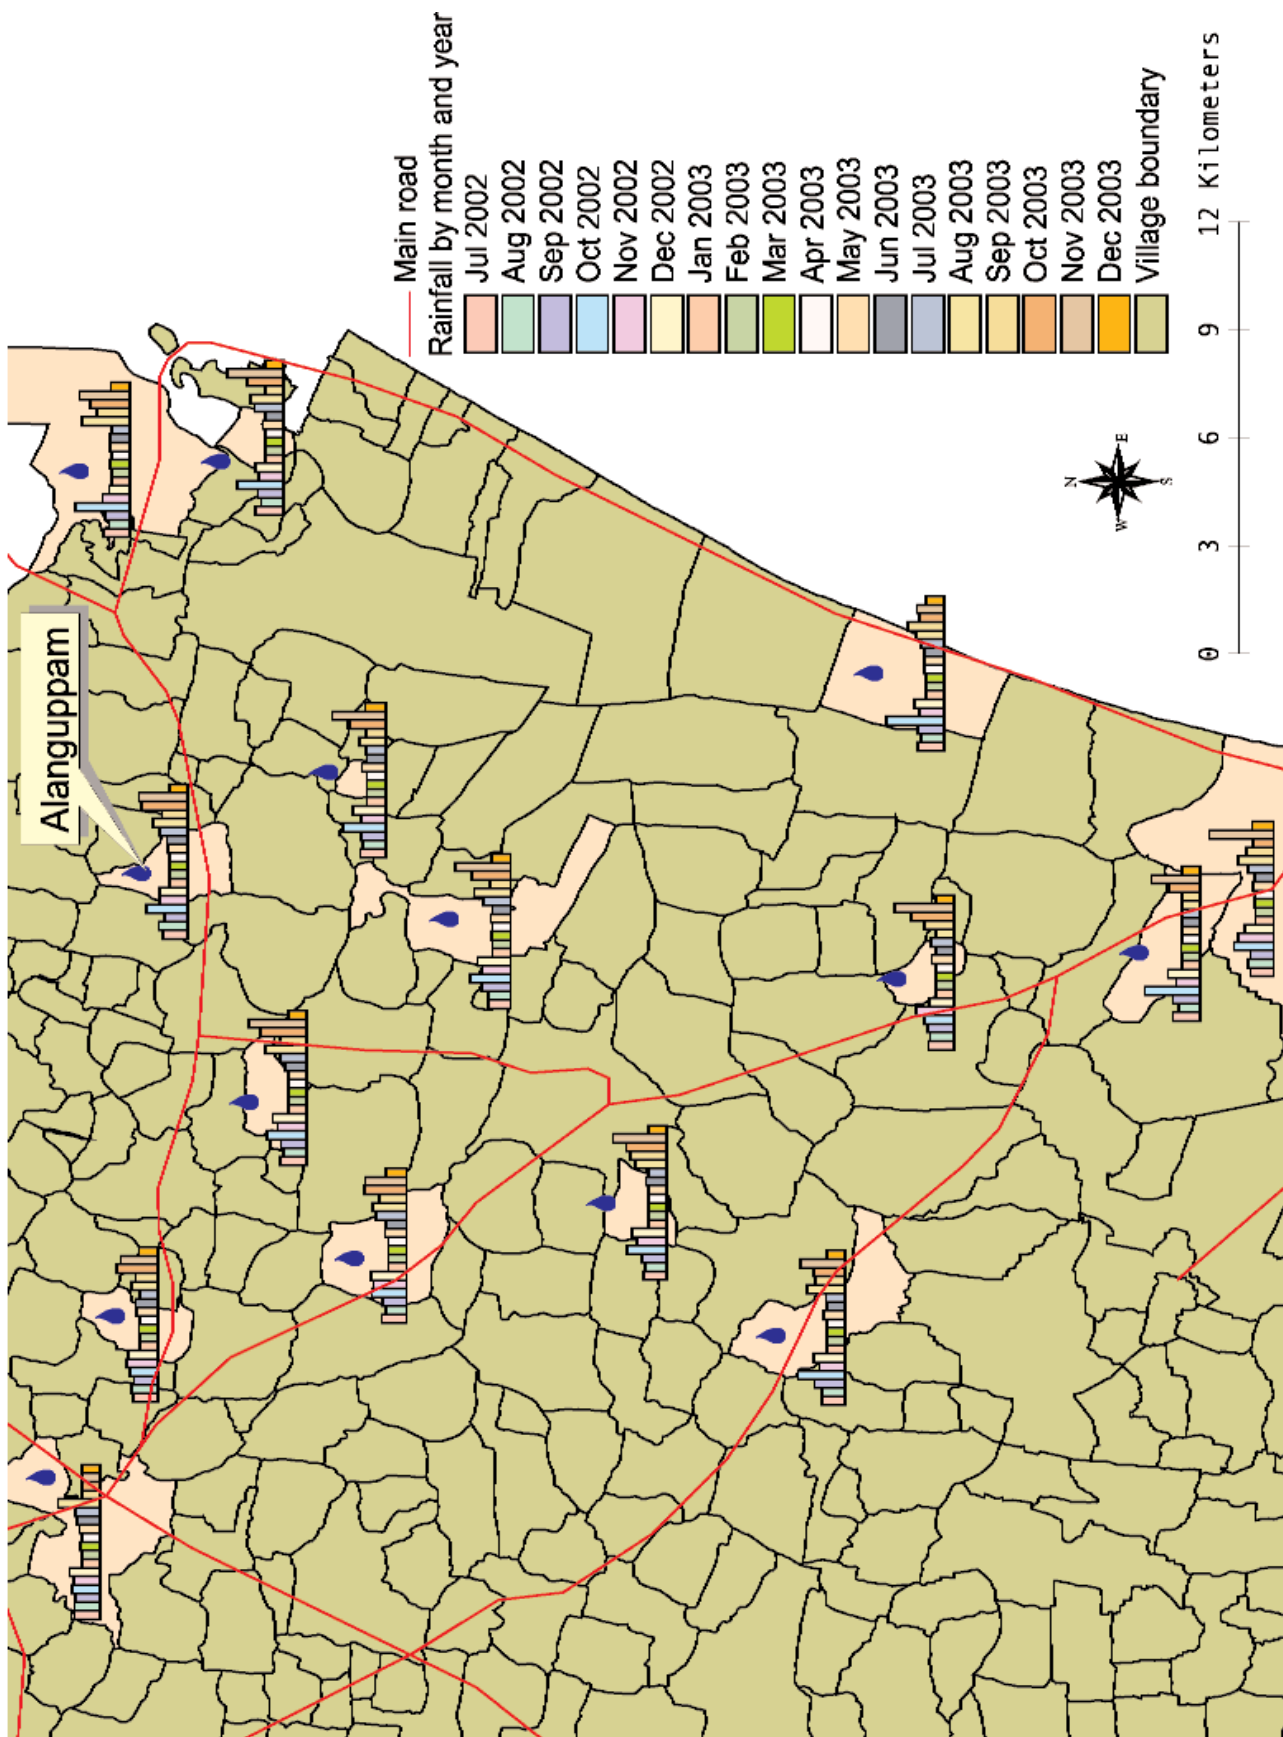 Alanguppam
Main road
Rainfall by month and year
Jul 2002
Aug 2002
Sep 2002
Oct 2002
Nov 2002
Dec 2002
Jan 2003
Feb 2003
Mar 2003
Apr 2003
May 2003
Jun 2003
Jul 2003
Aug 2003
Sep 2003
Oct 2003
Nov 2003
Dec 2003
Village boundary
N
W E
S
0 3 6 9 12 Kilometers